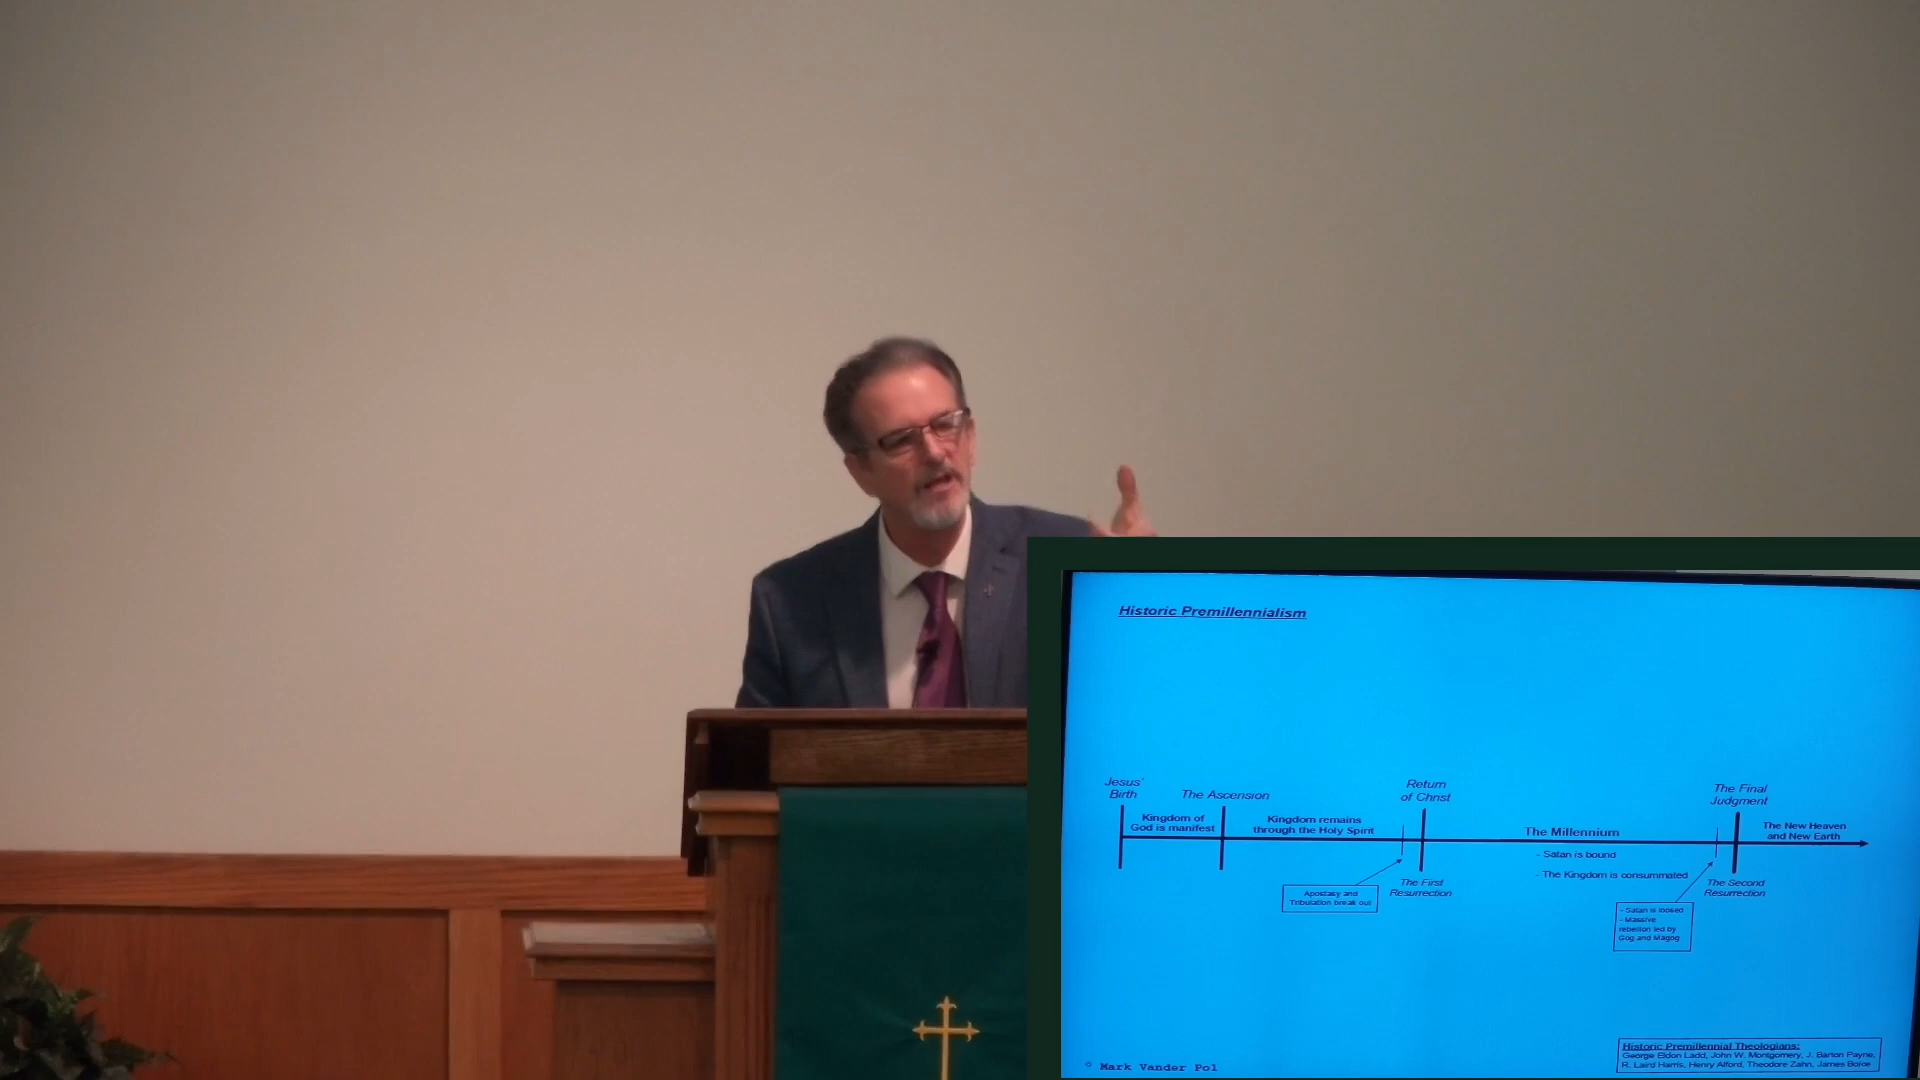 Historic Premillennialism
Jesus'
Birth
The Ascension
Return
of Christ
The Final
Judgment
Kingdom of
God is manifest
Kingdom remains
through the Holy Spirit
The Millennium
The New Heaven
and New Earth
- Satan is bound
- The Kingdom is consummated
Apostasy and
Tribulation break out
The First
Resurrection
The Second
Resurrection
- Satan is loosed
- Massive
rebellion led by
Gog and Magog
Historic Premillennial Theologians:
George Eldon Ladd, John W. Montgomery, J. Barton Payne,
R. Laird Harris, Henry Alford, Theodore Zahn, James Boice
© Mark Vander Pol